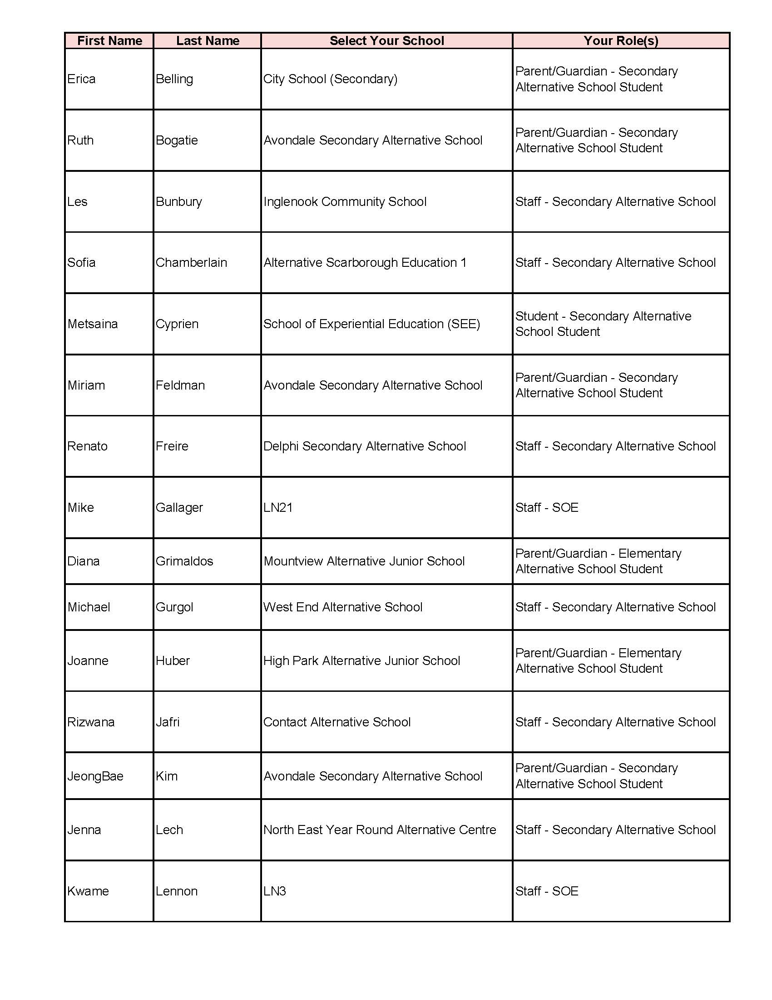 First Name Last Name Select Your School Your Role(s)
Erica Belling City School (Secondary) Parent/Guardian - Secondary
Alternative School Student
Ruth Bogatie Avondale Secondary Alternative School Parent/Guardian - Secondary
Alternative School Student
Les Bunbury Inglenook Community School Staff - Secondary Alternative School
Sofia Chamberlain Alternative Scarborough Education 1 Staff - Secondary Alternative School
Metsaina Cyprien School of Experiential Education (SEE) Student - Secondary Alternative
School Student
Miriam Feldman Avondale Secondary Alternative School Parent/Guardian - Secondary
Alternative School Student
Renato Freire Delphi Secondary Alternative School Staff - Secondary Alternative School
Mike Gallager LN21 Staff - SOE
Diana Grimaldos Mountview Alternative Junior School Parent/Guardian - Elementary
Alternative School Student
Michael Gurgol West End Alternative School Staff - Secondary Alternative School
Joanne Huber High Park Alternative Junior School Parent/Guardian - Elementary
Alternative School Student
Rizwana Jafri Contact Alternative School Staff - Secondary Alternative School
JeongBae Kim Avondale Secondary Alternative School Parent/Guardian - Secondary
Alternative School Student
Jenna Lech North East Year Round Alternative Centre Staff - Secondary Alternative School
Kwame Lennon LN3 Staff - SOE